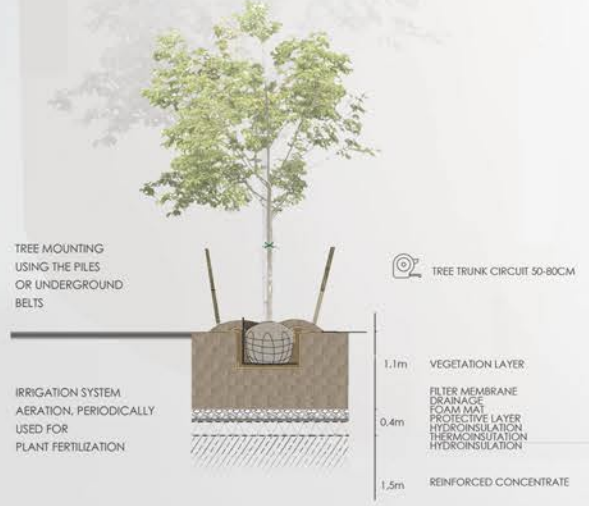 TREE MOUNTING
USING THE PILES
OR UNDERGROUND
BELTS
TREE TRUNK CIRCUIT 50-80CM
IRRIGATION SYSTEM
AERATION, PERIODICALLY
USED FOR
PLANT FERTILIZATION
1.1m VEGETATION LAYER
FILTER MEMBRANE
DRAINAGE
FOAM MAT
0.4m PROTECTIVE LAYER
HYDROINSULATION
THERMOINSUTATION
HYDROINSULATION
1,5m REINFORCED CONCENTRATE